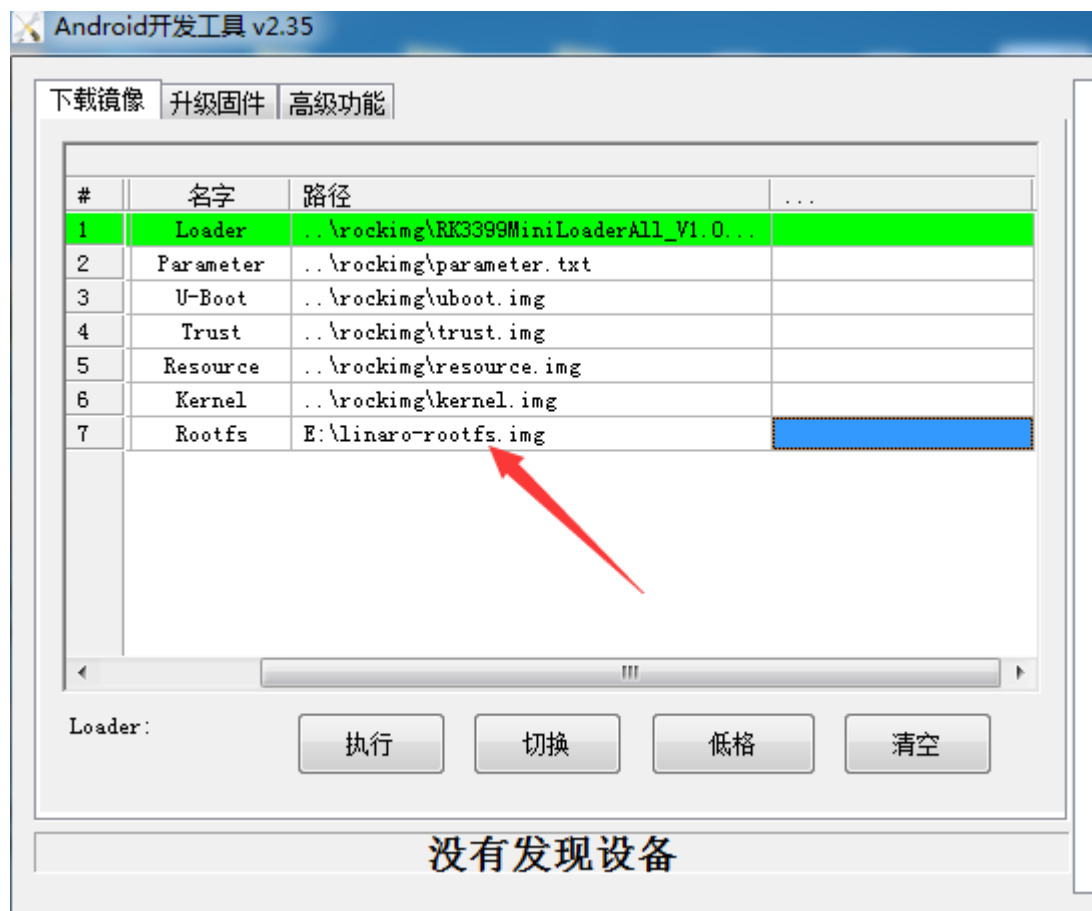 Android开发工具 v2.35
下载镜像 升级固件 高级功能
# 名字 路径 ...
1 Loader ..\rockimg\RK3399MiniLoaderAll_V1.0...
2 Parameter ..\rockimg\parameter.txt
3 U-Boot ..\rockimg\uboot.img
4 Trust ..\rockimg\trust.img
5 Resource ..\rockimg\resource.img
6 Kernel ..\rockimg\kernel.img
7 Rootfs E:\linaro-rootfs.img
Loader: 执行 切换 低格 清空
没有发现设备